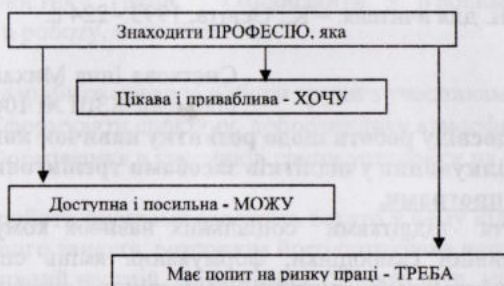 Знаходити ПРОФЕСІЮ, яка
Цікава і приваблива - ХОЧУ
Доступна і посильна - МОЖУ
Має попит на ринку праці - ТРЕБА